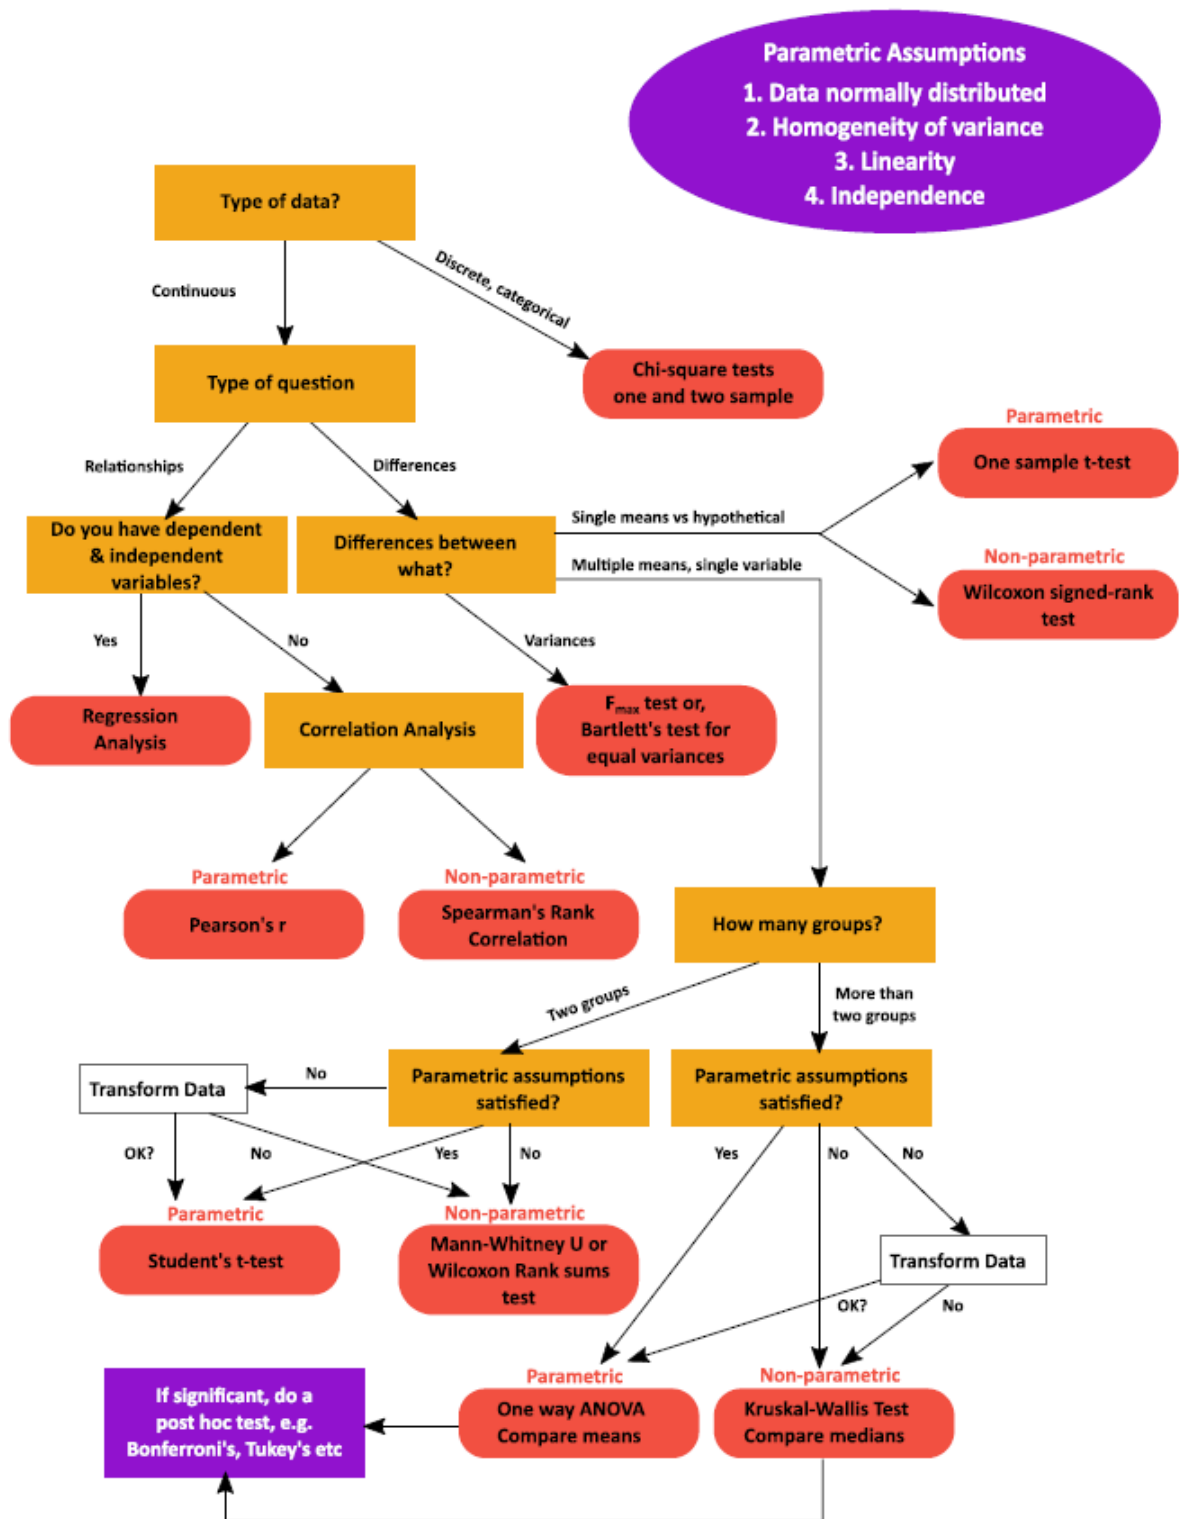 Parametric Assumptions
1. Data normally distributed
2. Homogeneity of variance
3. Linearity
4. Independence
Type of data?
Continuous
Discrete, categorical
Type of question
Chi-square tests
one and two sample
Relationships
Differences
Parametric
One sample t-test
Do you have dependent
& independent
variables?
Differences between
what?
Single means vs hypothetical
Multiple means, single variable
Non-parametric
Wilcoxon signed-rank
test
Yes
No
Variances
Regression
Analysis
Correlation Analysis
Fmax test or,
Bartlett's test for
equal variances
Parametric
Pearson's r
Non-parametric
Spearman's Rank
Correlation
How many groups?
Two groups
More than
two groups
Transform Data
No
Parametric assumptions
satisfied?
Parametric assumptions
satisfied?
OK?
No
Yes
No
Yes
No
No
Parametric
Student's t-test
Non-parametric
Mann-Whitney U or
Wilcoxon Rank sums
test
Transform Data
OK?
No
If significant, do a
post hoc test, e.g.
Bonferroni's, Tukey's etc
Parametric
One way ANOVA
Compare means
Non-parametric
Kruskal-Wallis Test
Compare medians